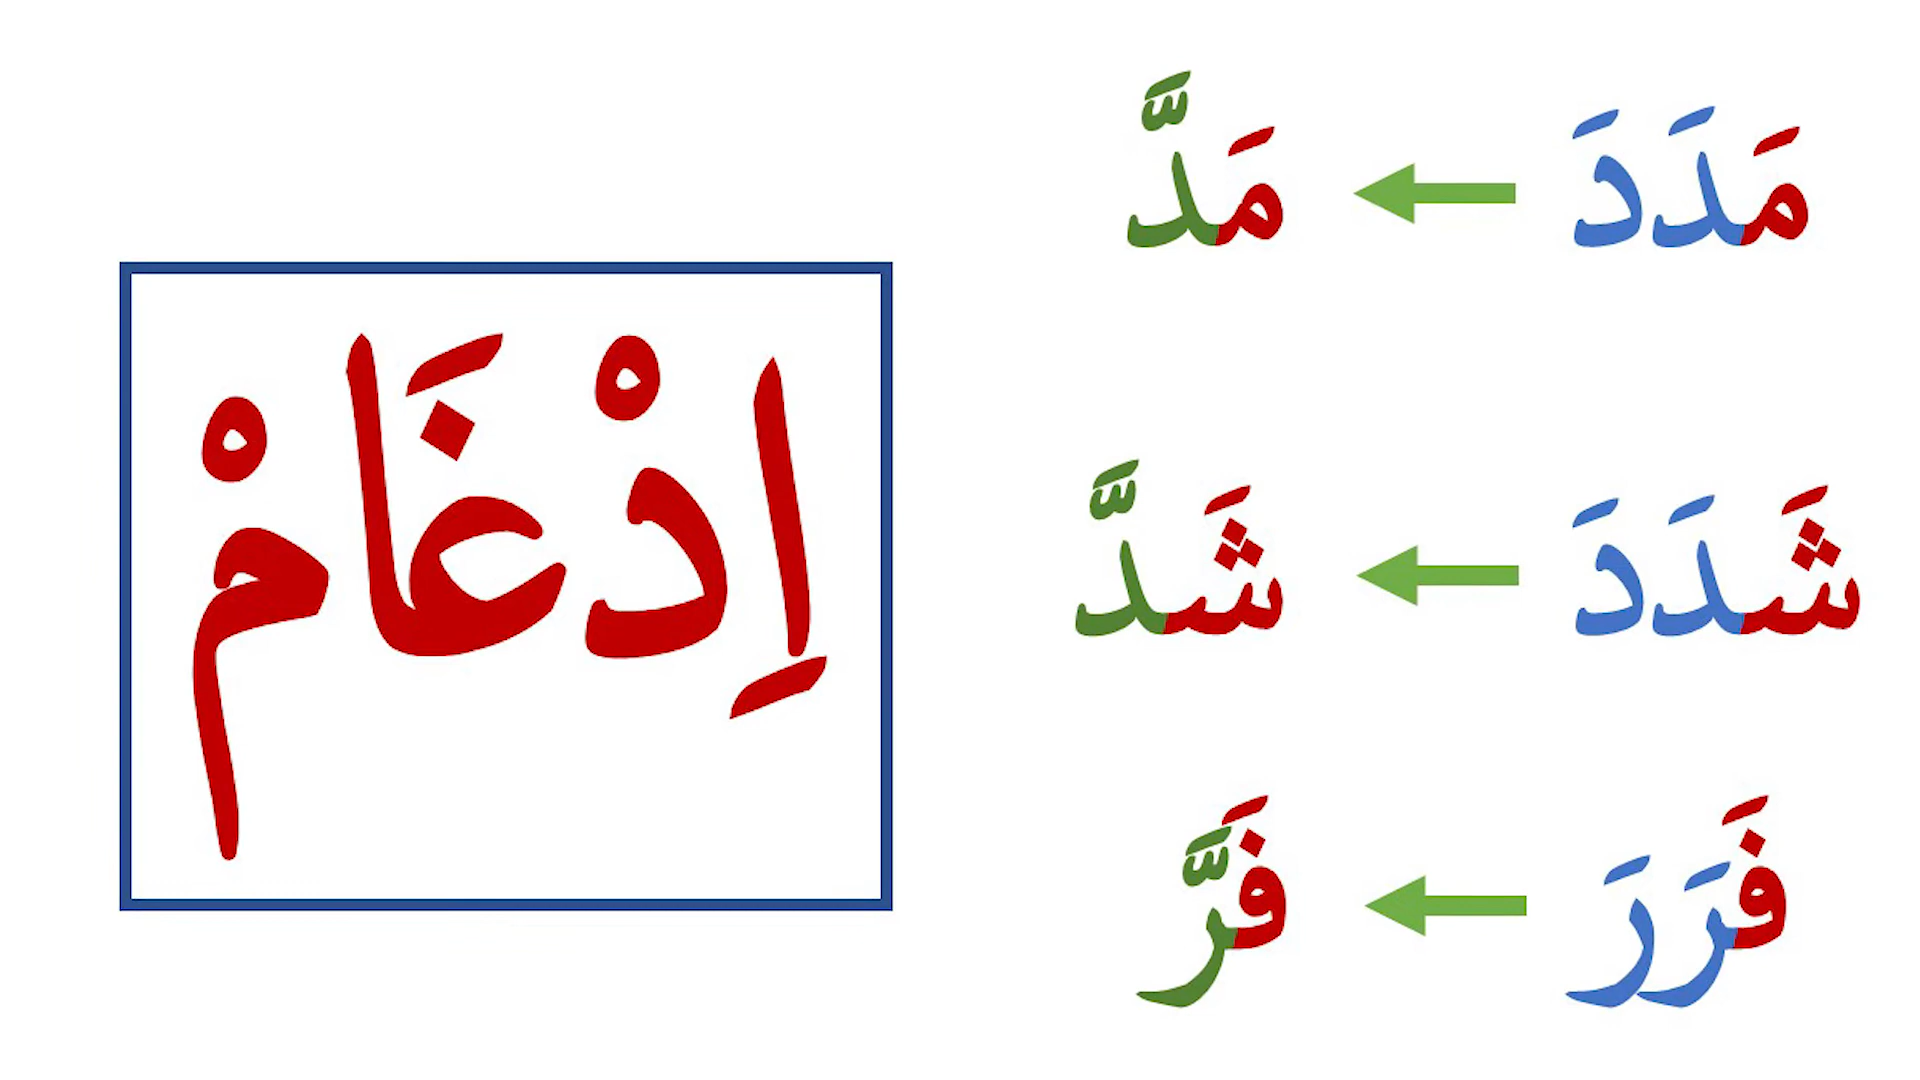 مَدَدَ ← مَدَّ
اِدْغَامْ
شَدَدَ ← شَدَّ
فَرَرَ ← فَرَّ